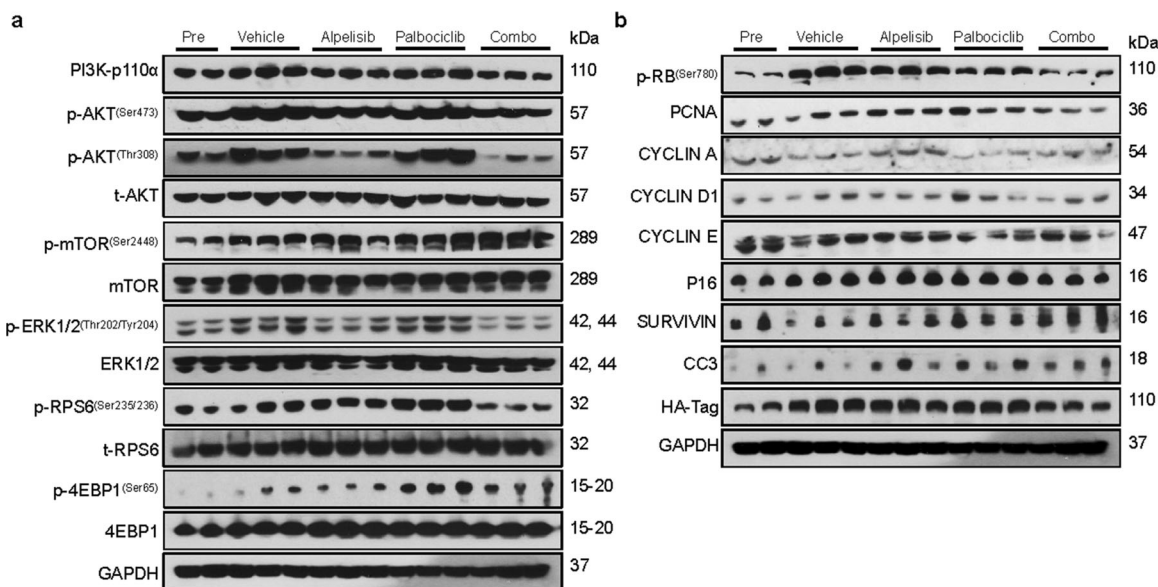 a
Pre Vehicle Alpelisib Palbociclib Combo kDa
PI3K-p110α 110
p-AKT(Ser473) 57
p-AKT(Thr308) 57
t-AKT 57
p-mTOR(Ser2448) 289
mTOR 289
p-ERK1/2(Thr202/Tyr204) 42, 44
ERK1/2 42, 44
p-RPS6(Ser235/236) 32
t-RPS6 32
p-4EBP1(Ser65) 15-20
4EBP1 15-20
GAPDH 37
b
Pre Vehicle Alpelisib Palbociclib Combo kDa
p-RB(Ser780) 110
PCNA 36
CYCLIN A 54
CYCLIN D1 34
CYCLIN E 47
P16 16
SURVIVIN 16
CC3 18
HA-Tag 110
GAPDH 37